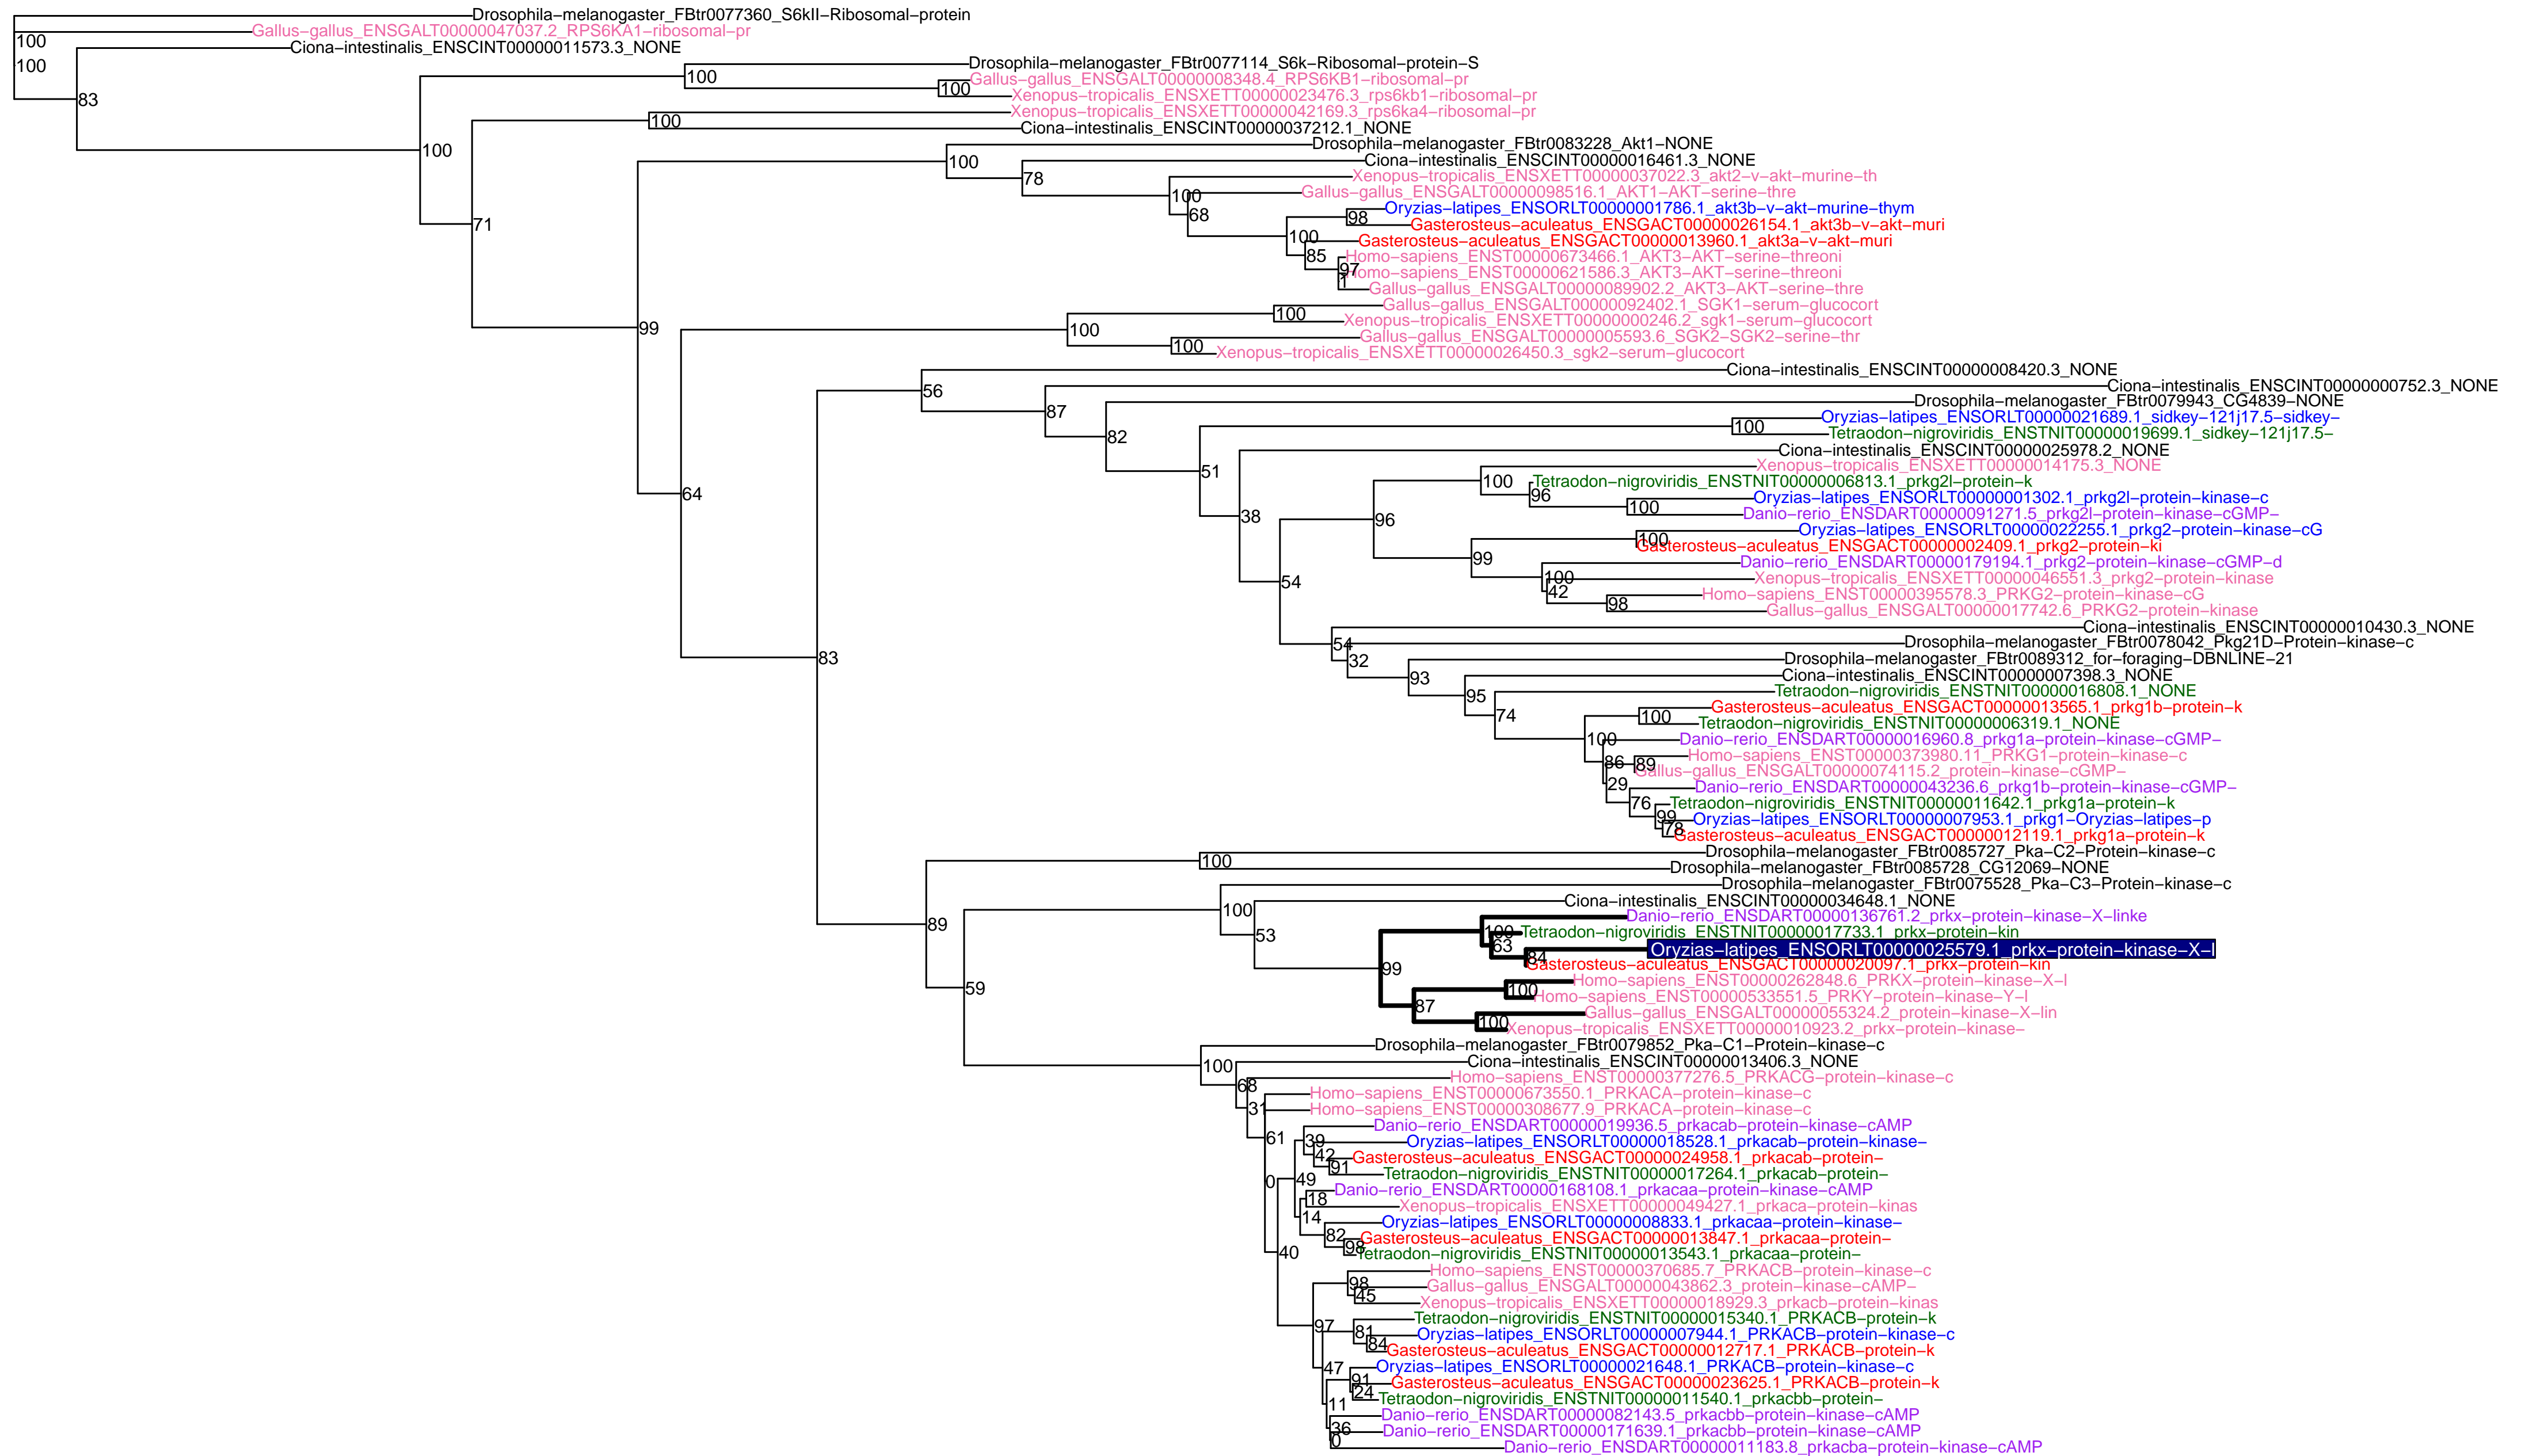 Drosophila−melanogaster_FBtr0077360_S6kII−Ribosomal−protein
Gallus−gallus_ENSGALT00000047037.2_RPS6KA1−ribosomal−pr
100
Ciona−intestinalis_ENSCINT00000011573.3_NONE
100
Drosophila−melanogaster_FBtr0077114_S6k−Ribosomal−protein−S
100
Gallus−gallus_ENSGALT00000008348.4_RPS6KB1−ribosomal−pr
100
Xenopus−tropicalis_ENSXETT00000023476.3_rps6kb1−ribosomal−pr
83
Xenopus−tropicalis_ENSXETT00000042169.3_rps6ka4−ribosomal−pr
100
Ciona−intestinalis_ENSCINT00000037212.1_NONE
Drosophila−melanogaster_FBtr0083228_Akt1−NONE
100
100
Ciona−intestinalis_ENSCINT00000016461.3_NONE
78
Xenopus−tropicalis_ENSXETT00000037022.3_akt2−v−akt−murine−th
100
Gallus−gallus_ENSGALT00000098516.1_AKT1−AKT−serine−thre
68
Oryzias−latipes_ENSORLT00000001786.1_akt3b−v−akt−murine−thym
98
71
Gasterosteus−aculeatus_ENSGACT00000026154.1_akt3b−v−akt−muri
100
Gasterosteus−aculeatus_ENSGACT00000013960.1_akt3a−v−akt−muri
85
Homo−sapiens_ENST00000673466.1_AKT3−AKT−serine−threoni
97
Homo−sapiens_ENST00000621586.3_AKT3−AKT−serine−threoni
1
Gallus−gallus_ENSGALT00000089902.2_AKT3−AKT−serine−thre
Gallus−gallus_ENSGALT00000092402.1_SGK1−serum−glucocort
100
Xenopus−tropicalis_ENSXETT00000000246.2_sgk1−serum−glucocort
99
100
Gallus−gallus_ENSGALT00000005593.6_SGK2−SGK2−serine−thr
100
Xenopus−tropicalis_ENSXETT00000026450.3_sgk2−serum−glucocort
Ciona−intestinalis_ENSCINT00000008420.3_NONE
56
Ciona−intestinalis_ENSCINT00000000752.3_NONE
87
Drosophila−melanogaster_FBtr0079943_CG4839−NONE
Oryzias−latipes_ENSORLT00000021689.1_sidkey−121j17.5−sidkey−
100
82
Tetraodon−nigroviridis_ENSTNIT00000019699.1_sidkey−121j17.5−
Ciona−intestinalis_ENSCINT00000025978.2_NONE
51
Xenopus−tropicalis_ENSXETT00000014175.3_NONE
100
Tetraodon−nigroviridis_ENSTNIT00000006813.1_prkg2l−protein−k
64
96
Oryzias−latipes_ENSORLT00000001302.1_prkg2l−protein−kinase−c
100
Danio−rerio_ENSDART00000091271.5_prkg2l−protein−kinase−cGMP−
38
96
Oryzias−latipes_ENSORLT00000022255.1_prkg2−protein−kinase−cG
100
Gasterosteus−aculeatus_ENSGACT00000002409.1_prkg2−protein−ki
99
Danio−rerio_ENSDART00000179194.1_prkg2−protein−kinase−cGMP−d
100
Xenopus−tropicalis_ENSXETT00000046551.3_prkg2−protein−kinase
54
42
Homo−sapiens_ENST00000395578.3_PRKG2−protein−kinase−cG
98
Gallus−gallus_ENSGALT00000017742.6_PRKG2−protein−kinase
Ciona−intestinalis_ENSCINT00000010430.3_NONE
54
Drosophila−melanogaster_FBtr0078042_Pkg21D−Protein−kinase−c
83
32
Drosophila−melanogaster_FBtr0089312_for−foraging−DBNLINE−21
93
Ciona−intestinalis_ENSCINT00000007398.3_NONE
95
Tetraodon−nigroviridis_ENSTNIT00000016808.1_NONE
74
Gasterosteus−aculeatus_ENSGACT00000013565.1_prkg1b−protein−k
100
Tetraodon−nigroviridis_ENSTNIT00000006319.1_NONE
100
Danio−rerio_ENSDART00000016960.8_prkg1a−protein−kinase−cGMP−
Homo−sapiens_ENST00000373980.11_PRKG1−protein−kinase−c
86
89
Gallus−gallus_ENSGALT00000074115.2_protein−kinase−cGMP−
29
Danio−rerio_ENSDART00000043236.6_prkg1b−protein−kinase−cGMP−
76
Tetraodon−nigroviridis_ENSTNIT00000011642.1_prkg1a−protein−k
99
Oryzias−latipes_ENSORLT00000007953.1_prkg1−Oryzias−latipes−p
78
Gasterosteus−aculeatus_ENSGACT00000012119.1_prkg1a−protein−k
Drosophila−melanogaster_FBtr0085727_Pka−C2−Protein−kinase−c
100
Drosophila−melanogaster_FBtr0085728_CG12069−NONE
Drosophila−melanogaster_FBtr0075528_Pka−C3−Protein−kinase−c
100
Ciona−intestinalis_ENSCINT00000034648.1_NONE
89
53
Danio−rerio_ENSDART00000136761.2_prkx−protein−kinase−X−linke
100
Tetraodon−nigroviridis_ENSTNIT00000017733.1_prkx−protein−kin
63
Oryzias−latipes_ENSORLT00000025579.1_prkx−protein−kinase−X−l
84
Gasterosteus−aculeatus_ENSGACT00000020097.1_prkx−protein−kin
99
Homo−sapiens_ENST00000262848.6_PRKX−protein−kinase−X−l
59
100
Homo−sapiens_ENST00000533551.5_PRKY−protein−kinase−Y−l
87
Gallus−gallus_ENSGALT00000055324.2_protein−kinase−X−lin
100
Xenopus−tropicalis_ENSXETT00000010923.2_prkx−protein−kinase−
Drosophila−melanogaster_FBtr0079852_Pka−C1−Protein−kinase−c
100
Ciona−intestinalis_ENSCINT00000013406.3_NONE
68
Homo−sapiens_ENST00000377276.5_PRKACG−protein−kinase−c
Homo−sapiens_ENST00000673550.1_PRKACA−protein−kinase−c
31
Homo−sapiens_ENST00000308677.9_PRKACA−protein−kinase−c
Danio−rerio_ENSDART00000019936.5_prkacab−protein−kinase−cAMP
61
39
Oryzias−latipes_ENSORLT00000018528.1_prkacab−protein−kinase−
42
Gasterosteus−aculeatus_ENSGACT00000024958.1_prkacab−protein−
91
Tetraodon−nigroviridis_ENSTNIT00000017264.1_prkacab−protein−
0
49
Danio−rerio_ENSDART00000168108.1_prkacaa−protein−kinase−cAMP
18
Xenopus−tropicalis_ENSXETT00000049427.1_prkaca−protein−kinas
14
Oryzias−latipes_ENSORLT00000008833.1_prkacaa−protein−kinase−
82
Gasterosteus−aculeatus_ENSGACT00000013847.1_prkacaa−protein−
98
40
Tetraodon−nigroviridis_ENSTNIT00000013543.1_prkacaa−protein−
Homo−sapiens_ENST00000370685.7_PRKACB−protein−kinase−c
98
Gallus−gallus_ENSGALT00000043862.3_protein−kinase−cAMP−
45
Xenopus−tropicalis_ENSXETT00000018929.3_prkacb−protein−kinas
97
Tetraodon−nigroviridis_ENSTNIT00000015340.1_PRKACB−protein−k
81
Oryzias−latipes_ENSORLT00000007944.1_PRKACB−protein−kinase−c
84
Gasterosteus−aculeatus_ENSGACT00000012717.1_PRKACB−protein−k
47
Oryzias−latipes_ENSORLT00000021648.1_PRKACB−protein−kinase−c
91
Gasterosteus−aculeatus_ENSGACT00000023625.1_PRKACB−protein−k
24
Tetraodon−nigroviridis_ENSTNIT00000011540.1_prkacbb−protein−
11
Danio−rerio_ENSDART00000082143.5_prkacbb−protein−kinase−cAMP
36
Danio−rerio_ENSDART00000171639.1_prkacbb−protein−kinase−cAMP
0
Danio−rerio_ENSDART00000011183.8_prkacba−protein−kinase−cAMP